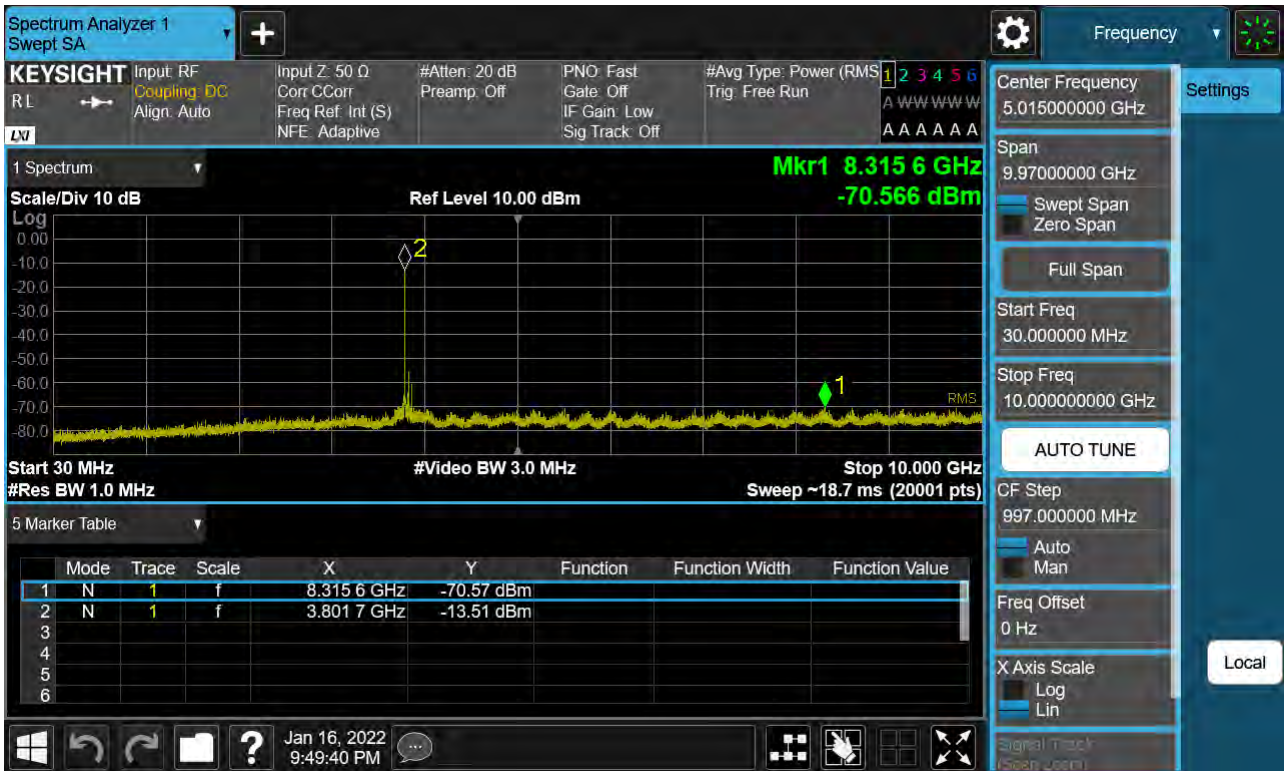 Spectrum Analyzer 1
Swept SA
Frequency
KEYSIGHT
RL
LXI
Input: RF
Coupling: DC
Align: Auto
Input Z: 50 Ω
Corr CCorr
Freq Ref: Int (S)
NFE: Adaptive
#Atten: 20 dB
Preamp: Off
PNO: Fast
Gate: Off
IF Gain: Low
Sig Track: Off
#Avg Type: Power (RMS
Trig: Free Run
1 2 3 4 5 6
A W W W W W
A A A A A A
1 Spectrum
Scale/Div 10 dB
Ref Level 10.00 dBm
Mkr1 8.315 6 GHz
-70.566 dBm
Log
0.00
-10.0
-20.0
-30.0
-40.0
-50.0
-60.0
-70.0
-80.0
2
1
RMS
Start 30 MHz
#Video BW 3.0 MHz
Stop 10.000 GHz
#Res BW 1.0 MHz
Sweep ~18.7 ms (20001 pts)
5 Marker Table
Mode Trace Scale X Y Function Function Width Function Value
1 N 1 f 8.315 6 GHz -70.57 dBm
2 N 1 f 3.801 7 GHz -13.51 dBm
3
4
5
6
Jan 16, 2022
9:49:40 PM
Center Frequency
5.015000000 GHz
Span
9.97000000 GHz
Swept Span
Zero Span
Full Span
Start Freq
30.000000 MHz
Stop Freq
10.000000000 GHz
AUTO TUNE
CF Step
997.000000 MHz
Auto
Man
Freq Offset
0 Hz
X Axis Scale
Log
Lin
Signal Track
(Span Zoom)
Settings
Local